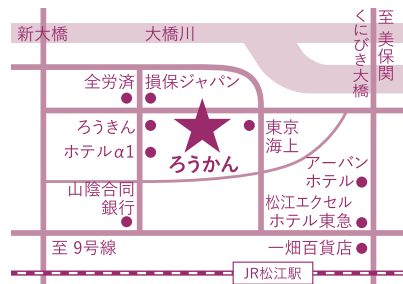 新大橋
大橋川
くにびき大橋
至 美保関
全労済
損保ジャパン
ろうきん
ホテルα1
ろうかん
東京
海上
アーバン
ホテル
山陰合同
銀行
松江エクセル
ホテル東急
至 9号線
一畑百貨店
JR松江駅